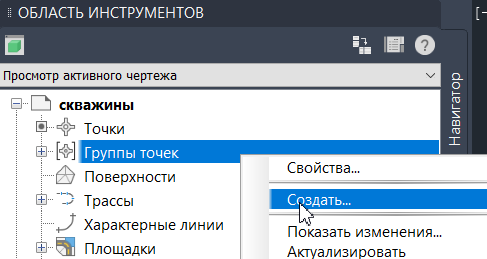 ОБЛАСТЬ ИНСТРУМЕНТОВ
Просмотр активного чертежа
скважины
Точки
Группы точек
Поверхности
Трассы
Характерные линии
Площадки
Свойства...
Создать...
Показать изменения...
Актуализировать
Навигатор
[-